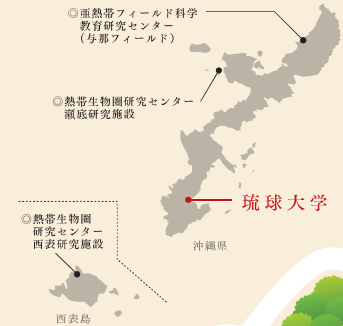 ◎亜熱帯フィールド科学
教育研究センター
(与那フィールド)
◎熱帯生物圏研究センター
瀬底研究施設
琉球大学
◎熱帯生物圏
研究センター
西表研究施設
沖縄県
西表島